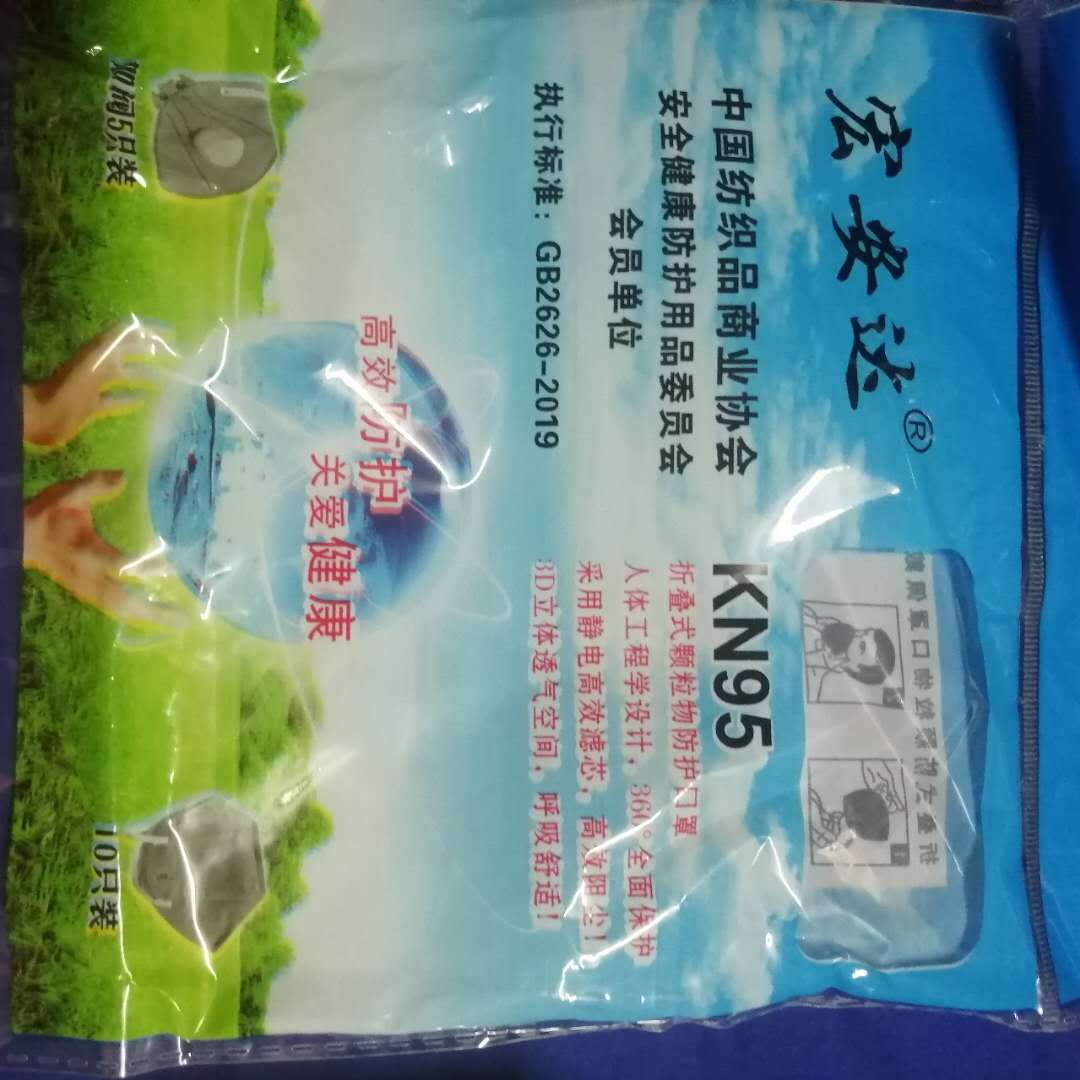 宏安达®
中国纺织品商业协会
安全健康防护用品委员会
会员单位
执行标准：GB2626-2019
KN95
折叠式颗粒物防护口罩
人体工程学设计，360°全面保护
采用静电高效滤芯，高效阻尘！
3D立体透气空间，呼吸舒适！
高效防护
关爱健康
5只装
10只装